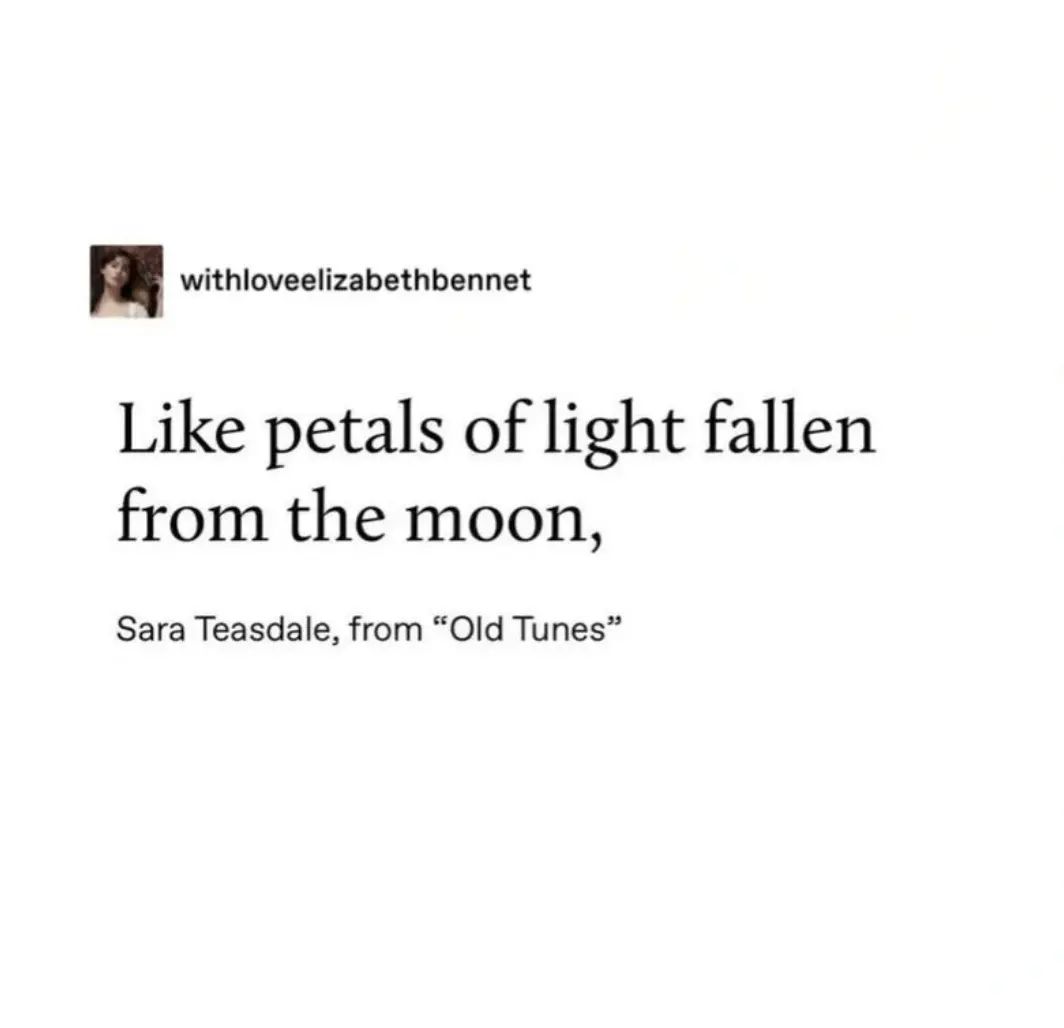 withloveelizabethbennet
Like petals of light fallen
from the moon,
Sara Teasdale, from “Old Tunes”